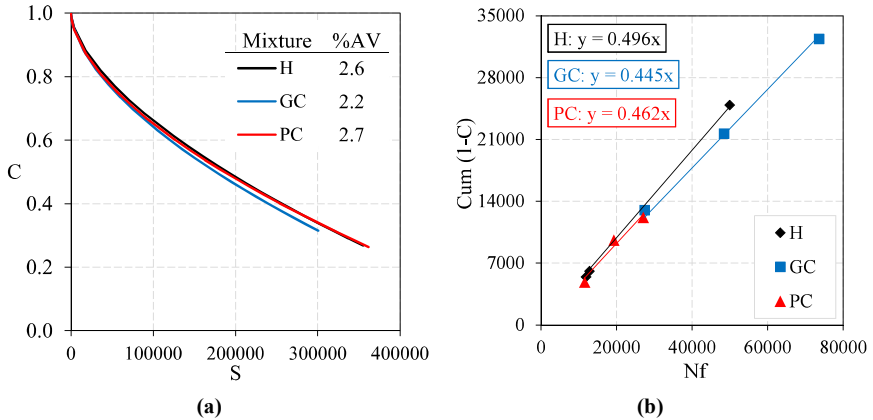 1.0
0.8
0.6
0.4
0.2
0.0
C
Mixture %AV
H 2.6
GC 2.2
PC 2.7
0 100000 200000 300000 400000
S
(a)
35000
28000
21000
14000
7000
0
Cum (1-C)
H: y = 0.496x
GC: y = 0.445x
PC: y = 0.462x
H
GC
PC
0 20000 40000 60000 80000
Nf
(b)